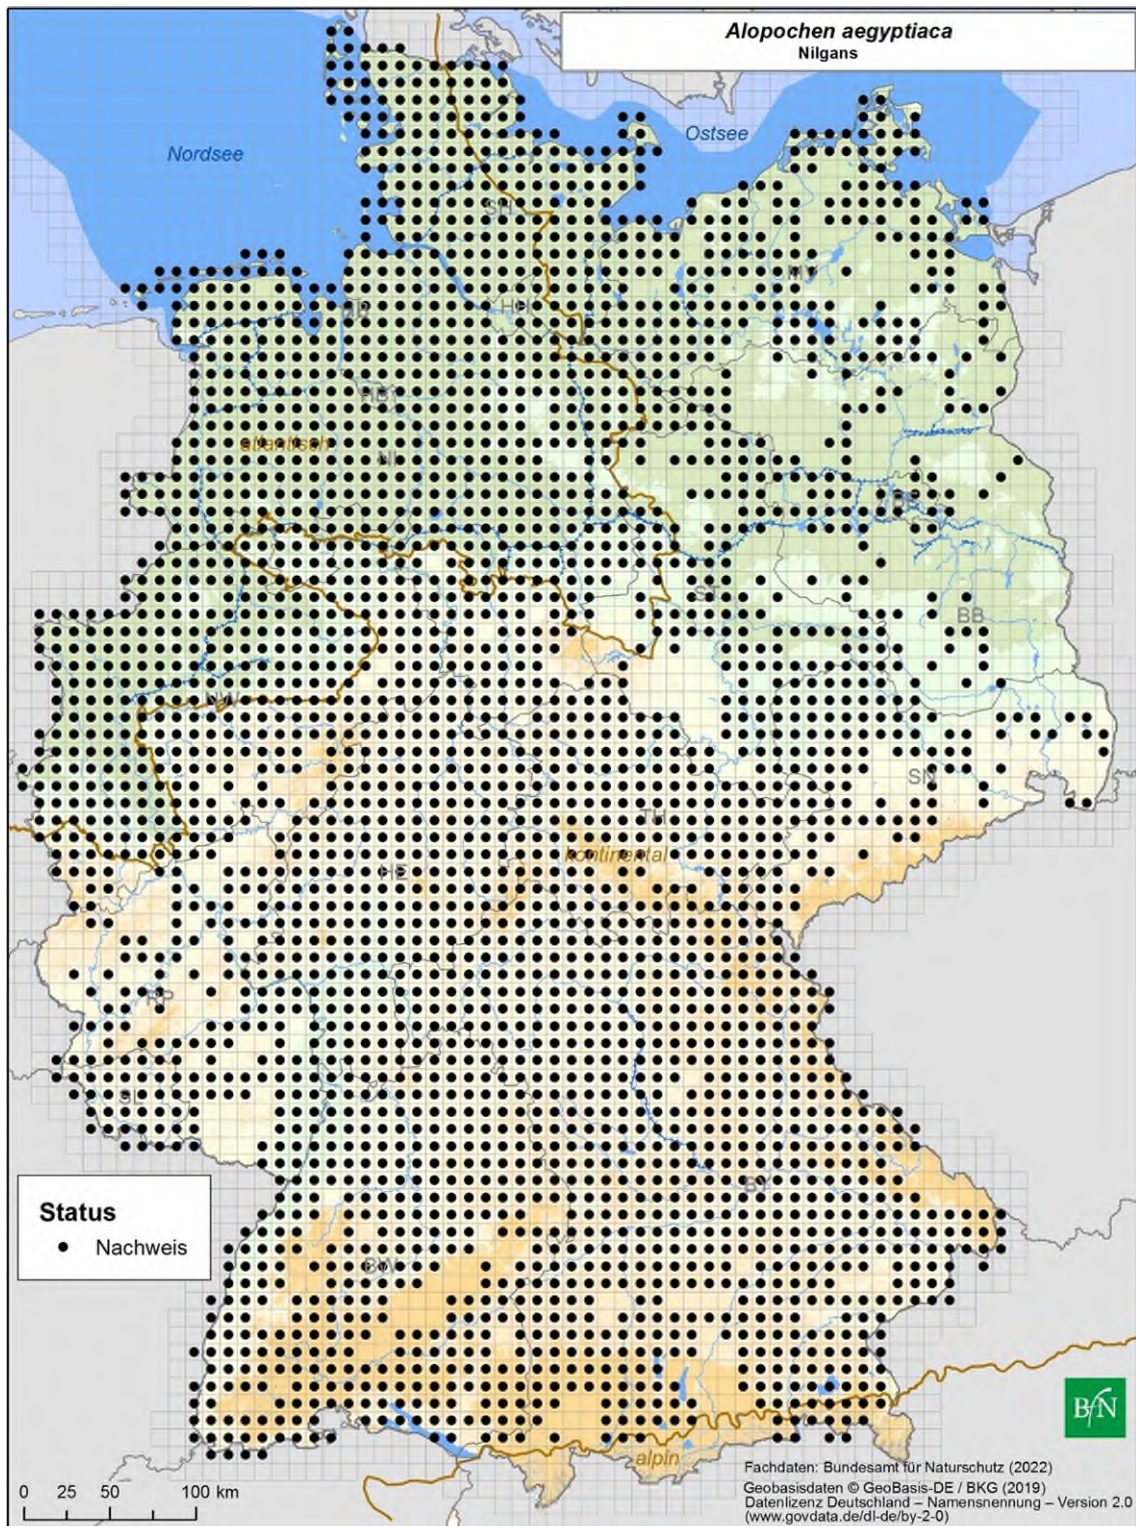 Alopochen aegyptiaca
Nilgans
Ostsee
Nordsee
SH
MV
HH
HB
atlantisch
NI
BE
ST
BB
NW
SN
TH
kontinental
HE
RP
SL
BY
Status
Nachweis
BW
BfN
alpin
Fachdaten: Bundesamt für Naturschutz (2022)
0 25 50 100 km
Geobasisdaten © GeoBasis-DE / BKG (2019)
Datenlizenz Deutschland – Namensnennung – Version 2.0
(www.govdata.de/dl-de/by-2-0)